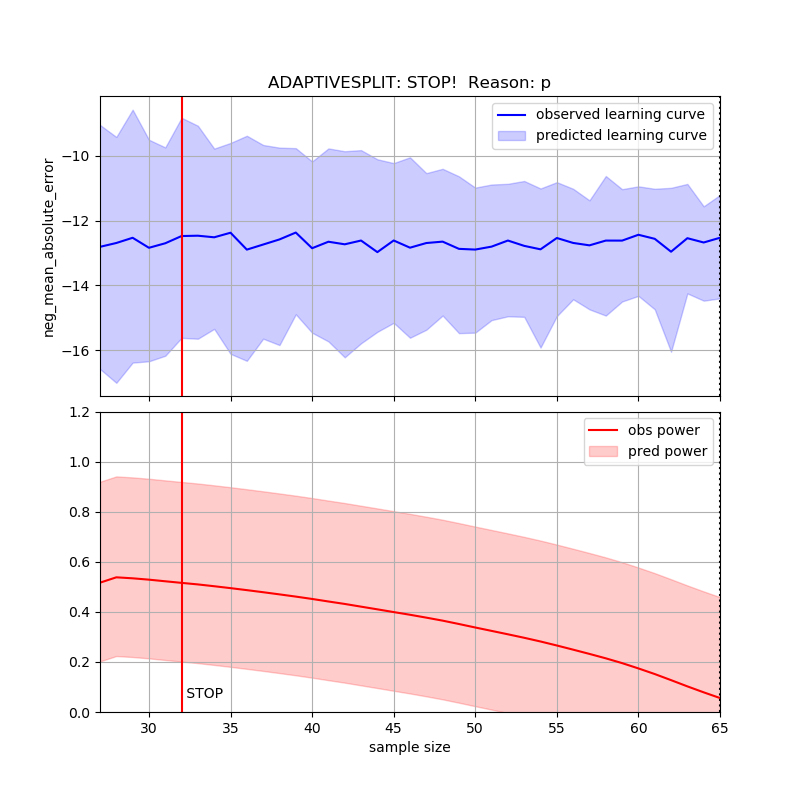 ADAPTIVESPLIT: STOP!  Reason: p
observed learning curve
predicted learning curve
neg_mean_absolute_error
−10
−12
−14
−16
obs power
pred power
1.2
1.0
0.8
0.6
0.4
0.2
0.0
STOP
30 35 40 45 50 55 60 65
sample size